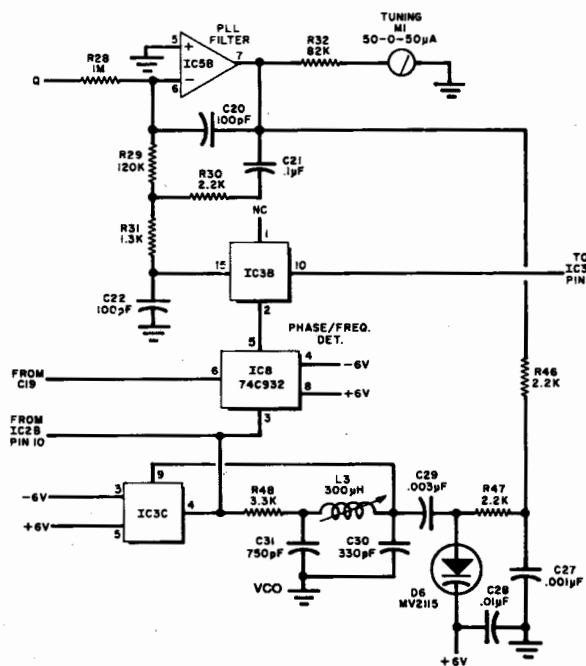 PLL
FILTER
TUNING
M1
50-0-50µA
5
+
IC5B
7
R32
82K
R28
1M
Q
6
−
C20
100pF
R29
120K
C21
.1µF
R30
2.2K
NC
R31
1.3K
1
15
IC3B
10
TO
IC3
PIN
C22
100pF
2
PHASE/FREQ.
DET.
5
4
−6V
FROM
C19
6
IC8
74C932
8
+6V
R46
2.2K
FROM
IC2B
PIN 10
3
9
−6V
3
IC3C
4
+6V
5
R48
3.3K
L3
300µH
C29
.003µF
R47
2.2K
C31
750pF
C30
330pF
VCO
D6
MV2115
C28
.01µF
C27
.001µF
+6V